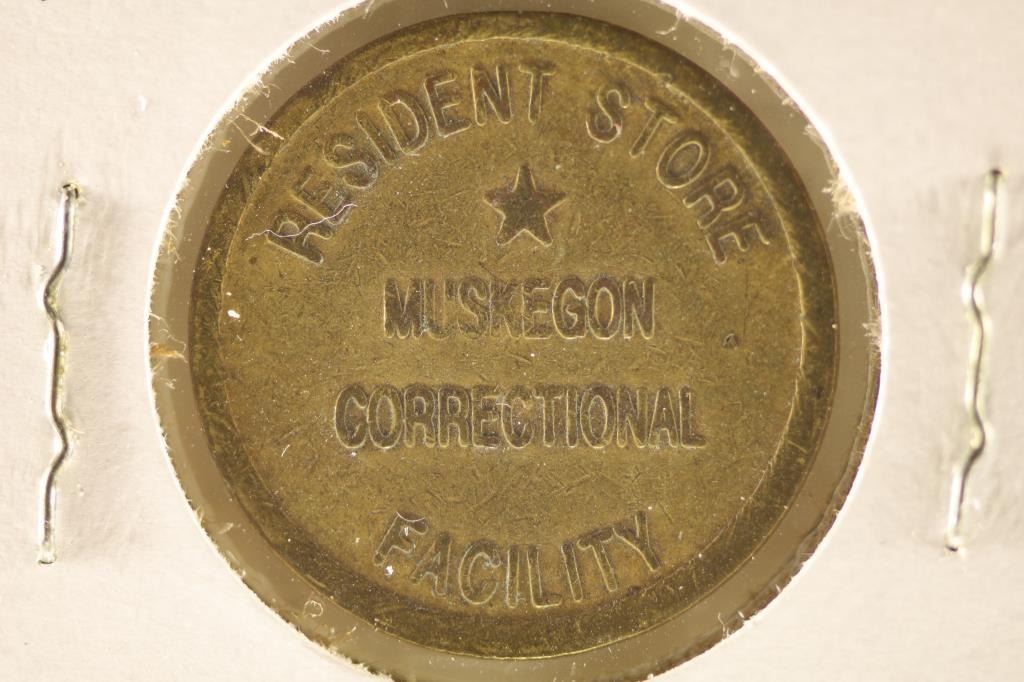 RESIDENT STORE
MUSKEGON
CORRECTIONAL
FACILITY